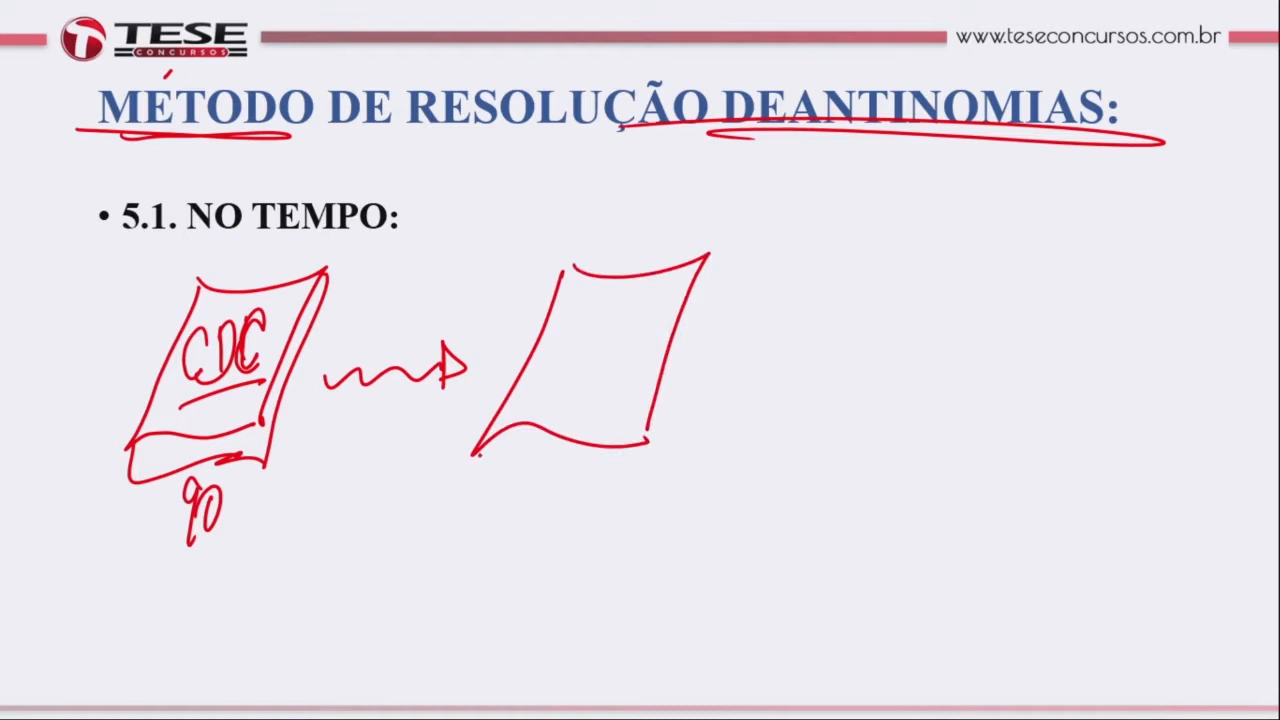 TESE
CONCURSOS
www.teseconcursos.com.br
MÉTODO DE RESOLUÇÃO DEANTINOMIAS:
• 5.1. NO TEMPO:
CDC
90